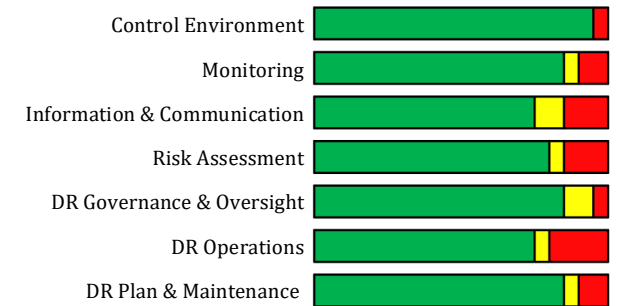 Control Environment
Monitoring
Information & Communication
Risk Assessment
DR Governance & Oversight
DR Operations
DR Plan & Maintenance